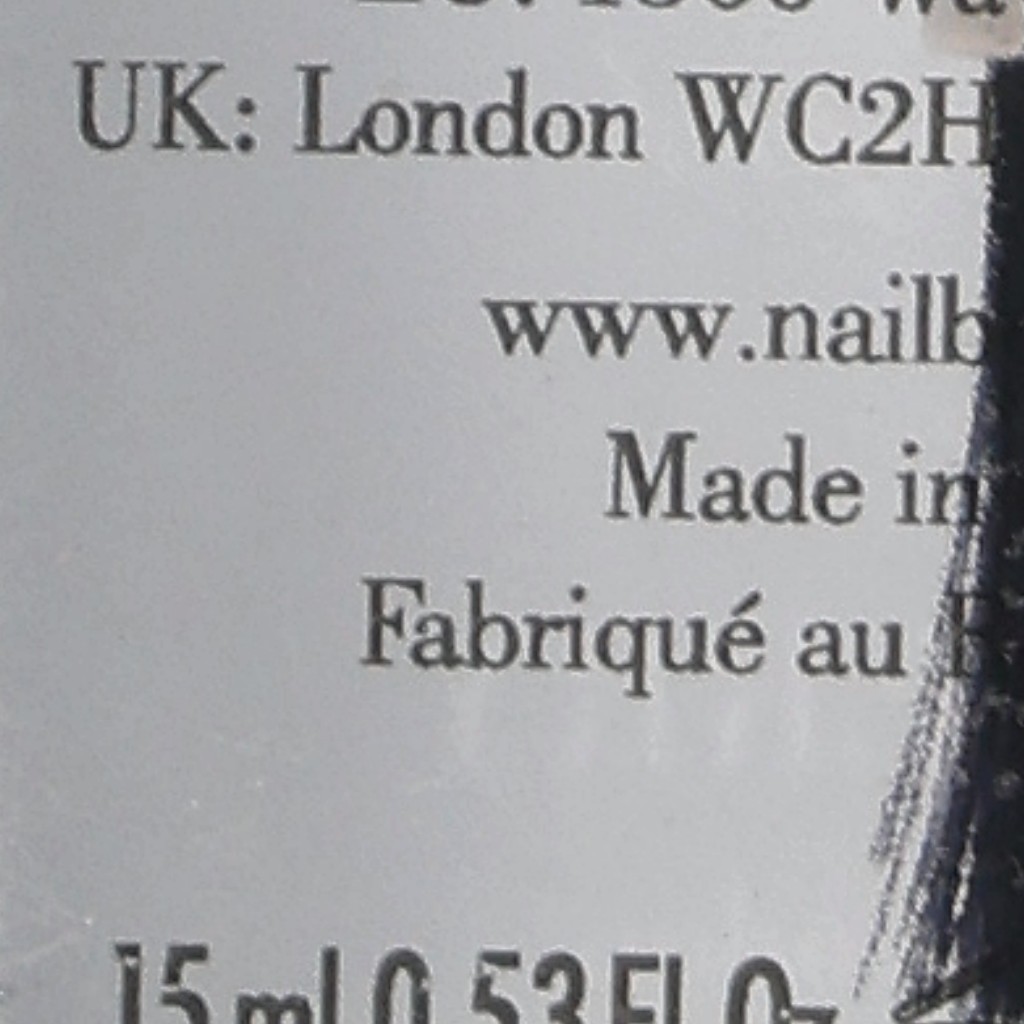 UK: London WC2H
www.nailb
Made in
Fabriqué au
15 ml 0.53 Fl. Oz